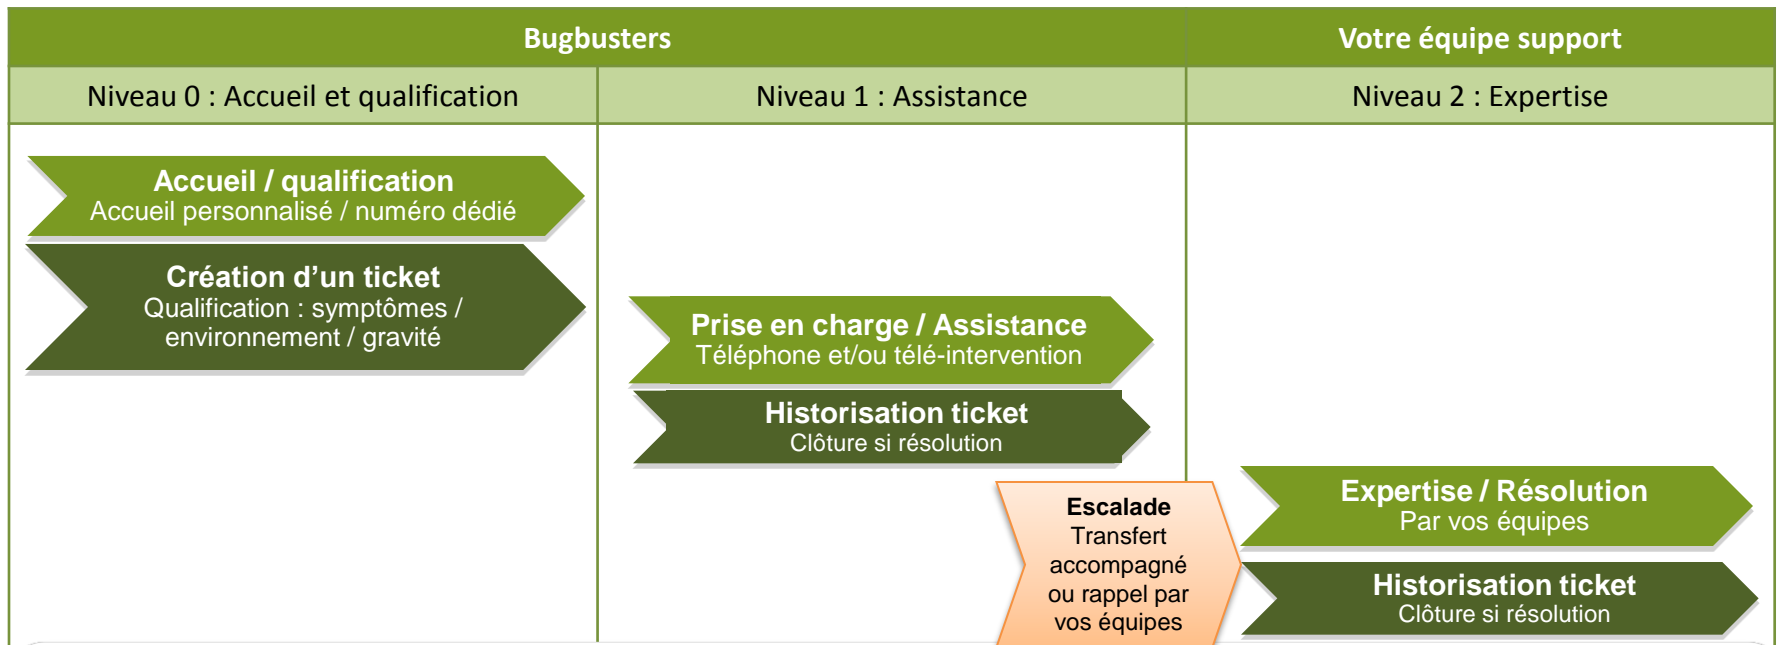 Bugbusters
Votre équipe support
Niveau 0 : Accueil et qualification
Niveau 1 : Assistance
Niveau 2 : Expertise
Accueil / qualification
Accueil personnalisé / numéro dédié
Création d’un ticket
Qualification : symptômes /
environnement / gravité
Prise en charge / Assistance
Téléphone et/ou télé-intervention
Historisation ticket
Clôture si résolution
Escalade
Transfert
accompagné
ou rappel par
vos équipes
Expertise / Résolution
Par vos équipes
Historisation ticket
Clôture si résolution